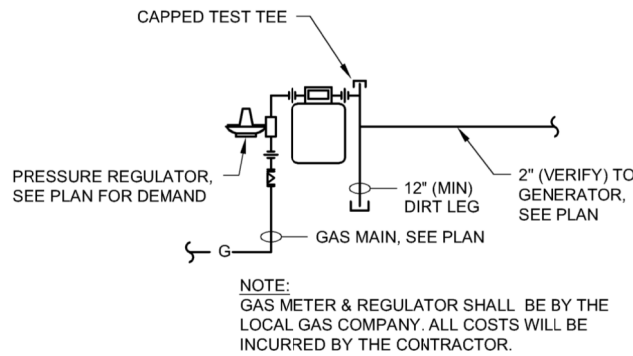 CAPPED TEST TEE
PRESSURE REGULATOR,
SEE PLAN FOR DEMAND
12" (MIN)
DIRT LEG
2" (VERIFY) TO
GENERATOR,
SEE PLAN
GAS MAIN, SEE PLAN
G
NOTE:
GAS METER & REGULATOR SHALL BE BY THE
LOCAL GAS COMPANY. ALL COSTS WILL BE
INCURRED BY THE CONTRACTOR.